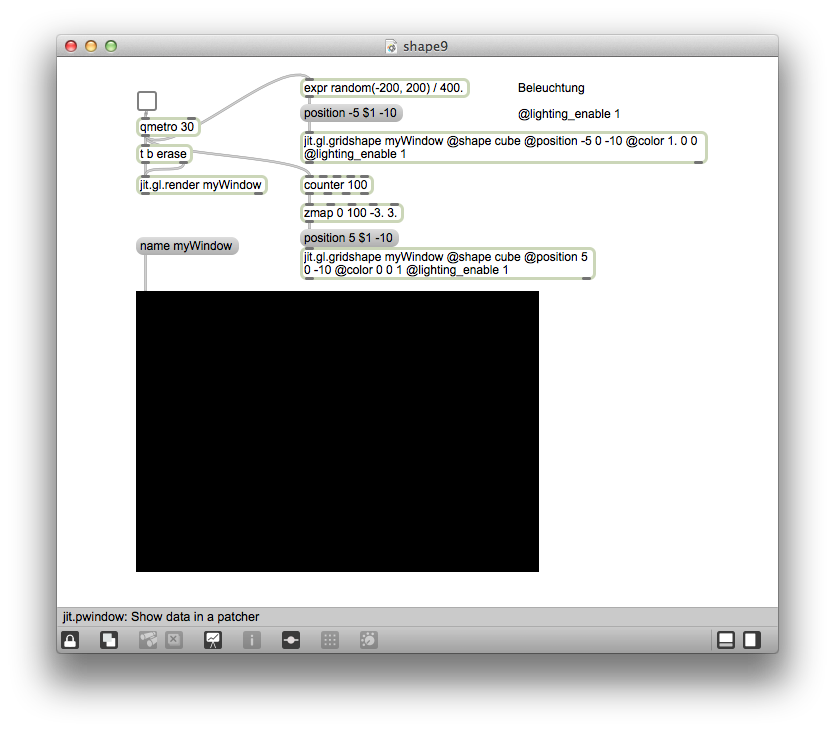 shape9
expr random(-200, 200) / 400.
Beleuchtung
position -5 $1 -10
@lighting_enable 1
qmetro 30
jit.gl.gridshape myWindow @shape cube @position -5 0 -10 @color 1. 0 0
@lighting_enable 1
t b erase
jit.gl.render myWindow
counter 100
zmap 0 100 -3. 3.
position 5 $1 -10
name myWindow
jit.gl.gridshape myWindow @shape cube @position 5
0 -10 @color 0 0 1 @lighting_enable 1
jit.pwindow: Show data in a patcher